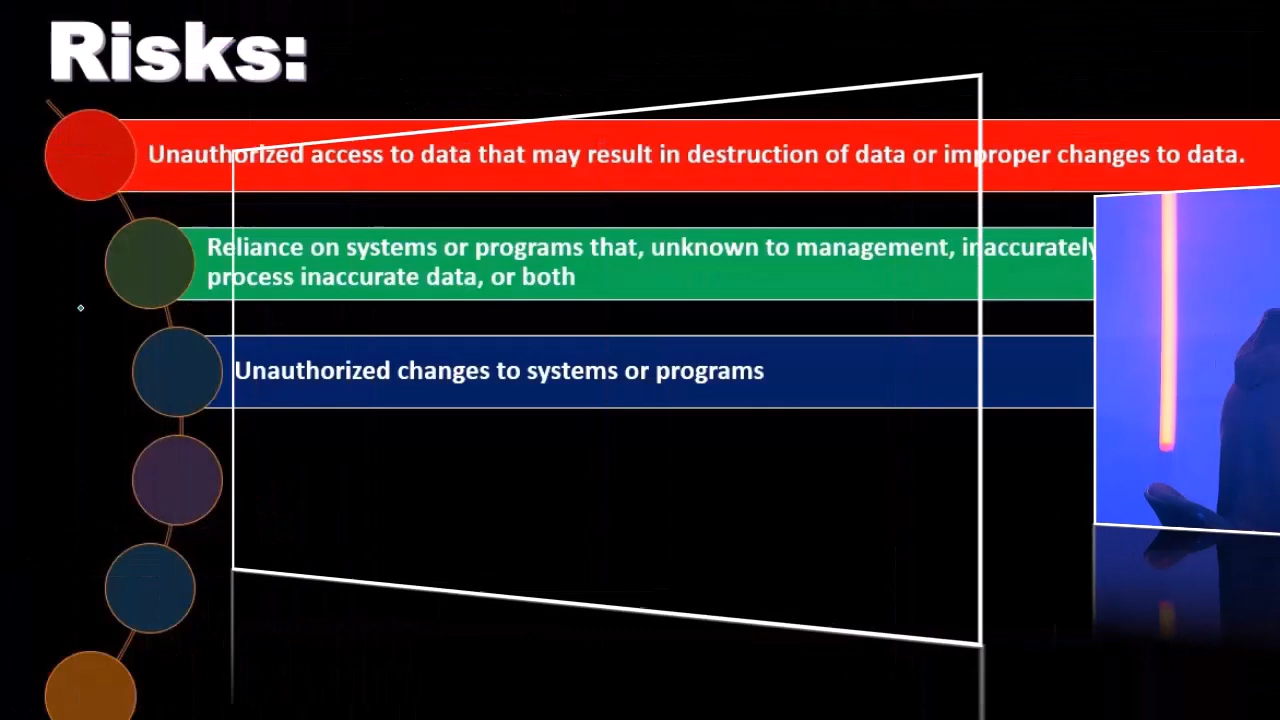 Risks:
Unauthorized access to data that may result in destruction of data or improper changes to data.
Reliance on systems or programs that, unknown to management, inaccurately
process inaccurate data, or both
Unauthorized changes to systems or programs